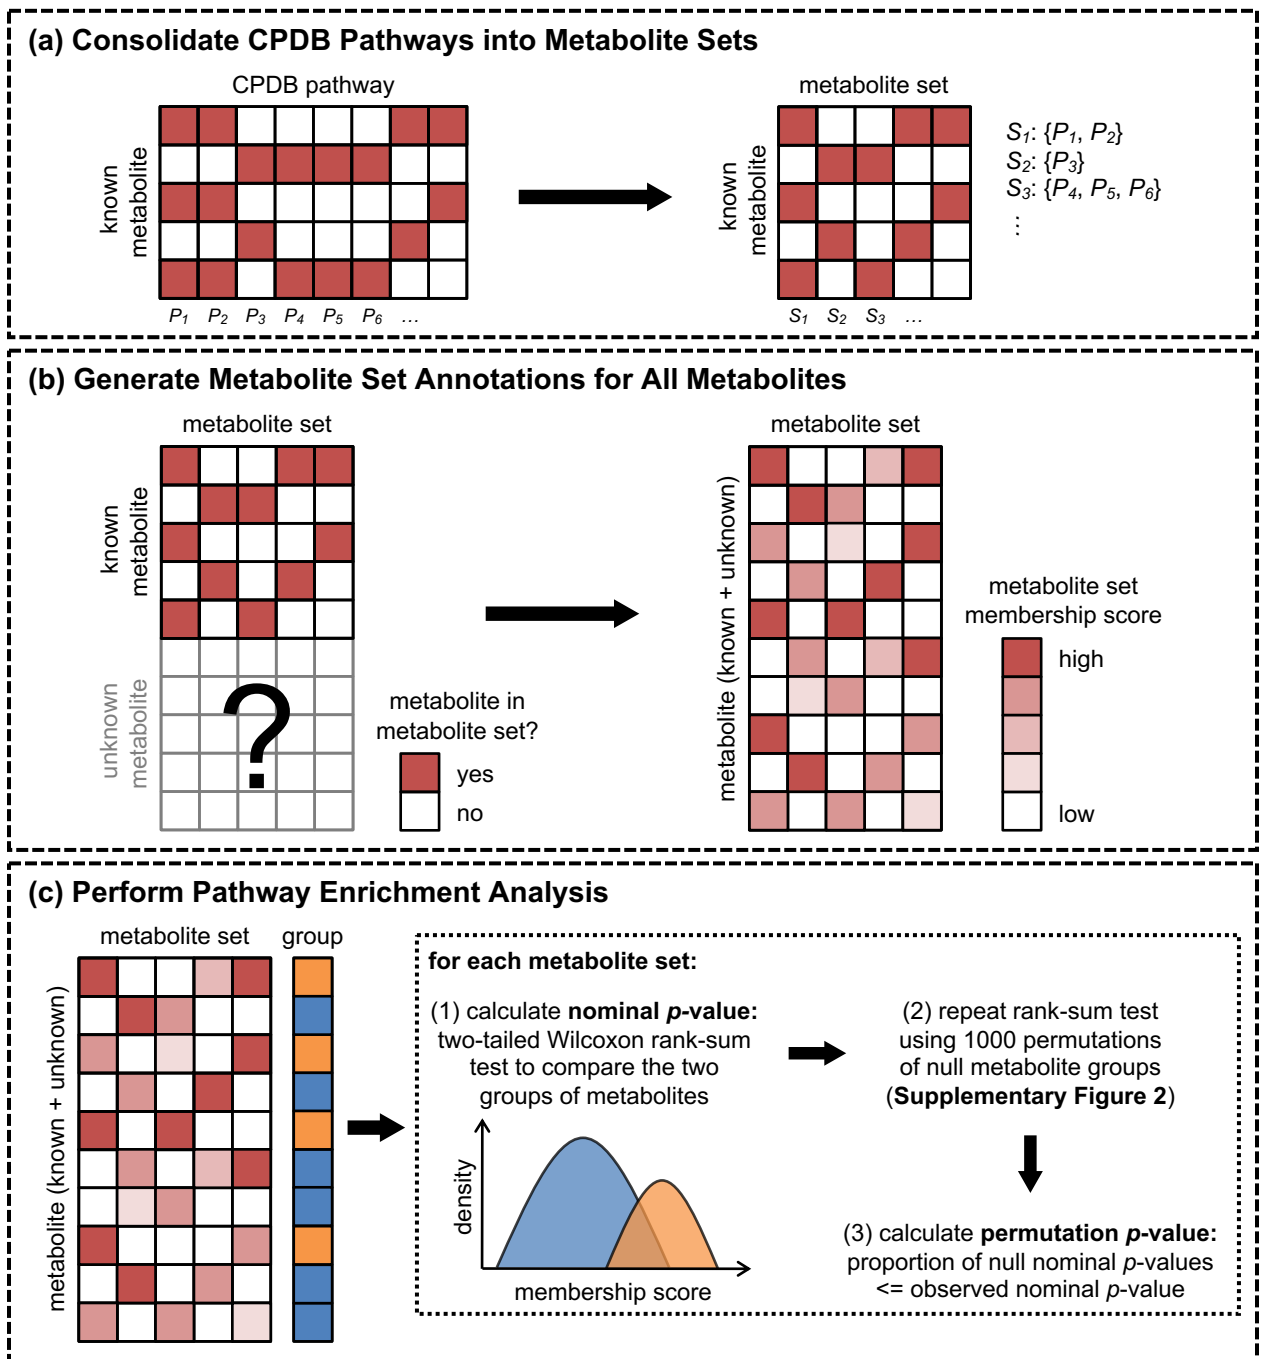 (a) Consolidate CPDB Pathways into Metabolite Sets
CPDB pathway
known
metabolite
P1 P2 P3 P4 P5 P6 ...
metabolite set
known
metabolite
S1 S2 S3 ...
S1: {P1, P2}
S2: {P3}
S3: {P4, P5, P6}
⋮
(b) Generate Metabolite Set Annotations for All Metabolites
metabolite set
known
metabolite
unknown
metabolite
?
metabolite in
metabolite set?
yes
no
metabolite set
metabolite (known + unknown)
metabolite set
membership score
high
low
(c) Perform Pathway Enrichment Analysis
metabolite set
group
metabolite (known + unknown)
for each metabolite set:
(1) calculate nominal p-value:
two-tailed Wilcoxon rank-sum
test to compare the two
groups of metabolites
density
membership score
(2) repeat rank-sum test
using 1000 permutations
of null metabolite groups
(Supplementary Figure 2)
(3) calculate permutation p-value:
proportion of null nominal p-values
<= observed nominal p-value